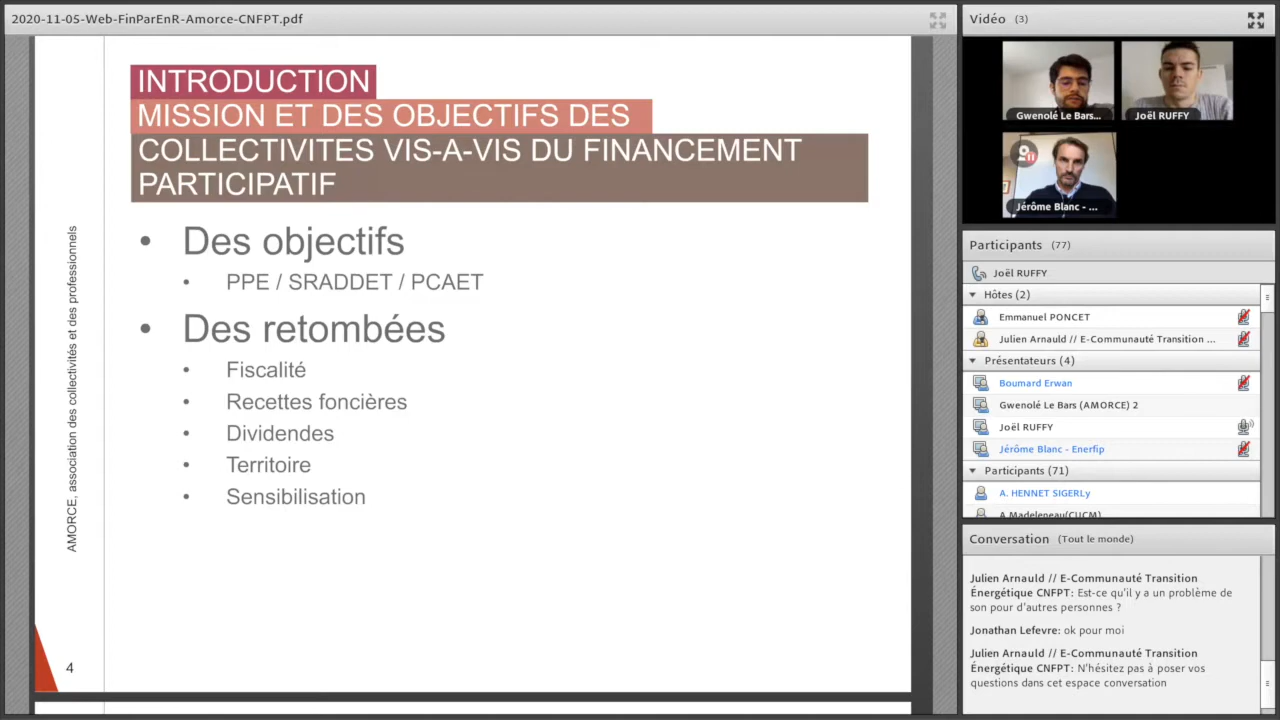 2020-11-05-Web-FinParEnR-Amorce-CNFPT.pdf
INTRODUCTION
MISSION ET DES OBJECTIFS DES
COLLECTIVITES VIS-A-VIS DU FINANCEMENT
PARTICIPATIF
• Des objectifs
• PPE / SRADDET / PCAET
• Des retombées
• Fiscalité
• Recettes foncières
• Dividendes
• Territoire
• Sensibilisation
AMORCE, association des collectivités et des professionnels
4
Vidéo (3)
Gwenolé Le Bars...
Joël RUFFY
Jérôme Blanc - ...
Participants (77)
Joël RUFFY
Hôtes (2)
Emmanuel PONCET
Julien Arnauld // E-Communauté Transition ...
Présentateurs (4)
Boumard Erwan
Gwenolé Le Bars (AMORCE) 2
Joël RUFFY
Jérôme Blanc - Enerfip
Participants (71)
A. HENNET SIGERLy
A Madeleneau(CUCM)
Conversation (Tout le monde)
Julien Arnauld // E-Communauté Transition
Énergétique CNFPT: Est-ce qu'il y a un problème de
son pour d'autres personnes ?
Jonathan Lefevre: ok pour moi
Julien Arnauld // E-Communauté Transition
Énergétique CNFPT: N'hésitez pas à poser vos
questions dans cet espace conversation